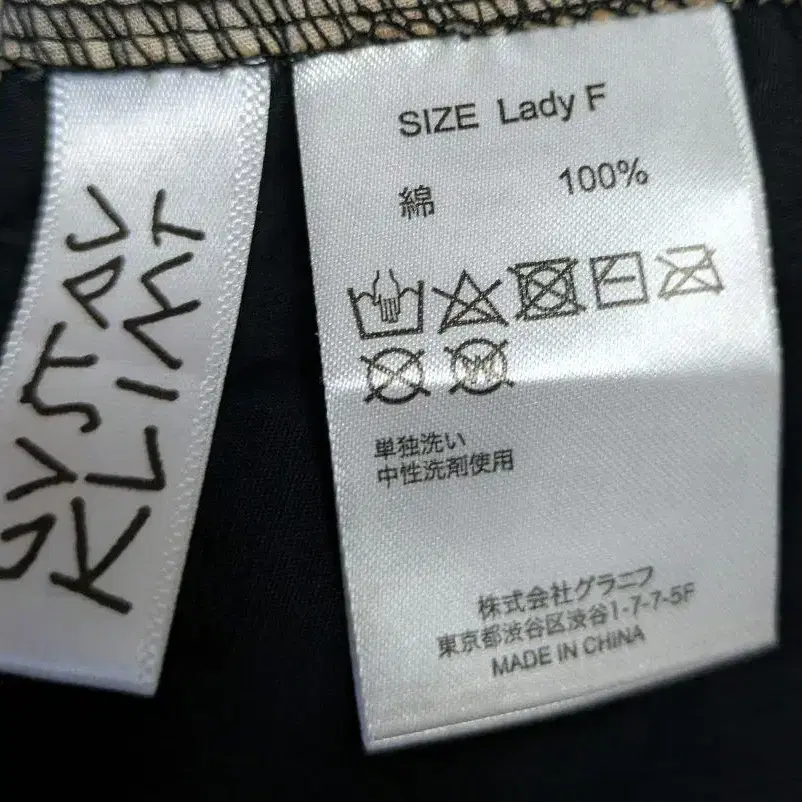 GUSTAV
KLIMT
SIZE Lady F
綿 100%
単独洗い
中性洗剤使用
株式会社グラニフ
東京都渋谷区渋谷1-7-7-5F
MADE IN CHINA